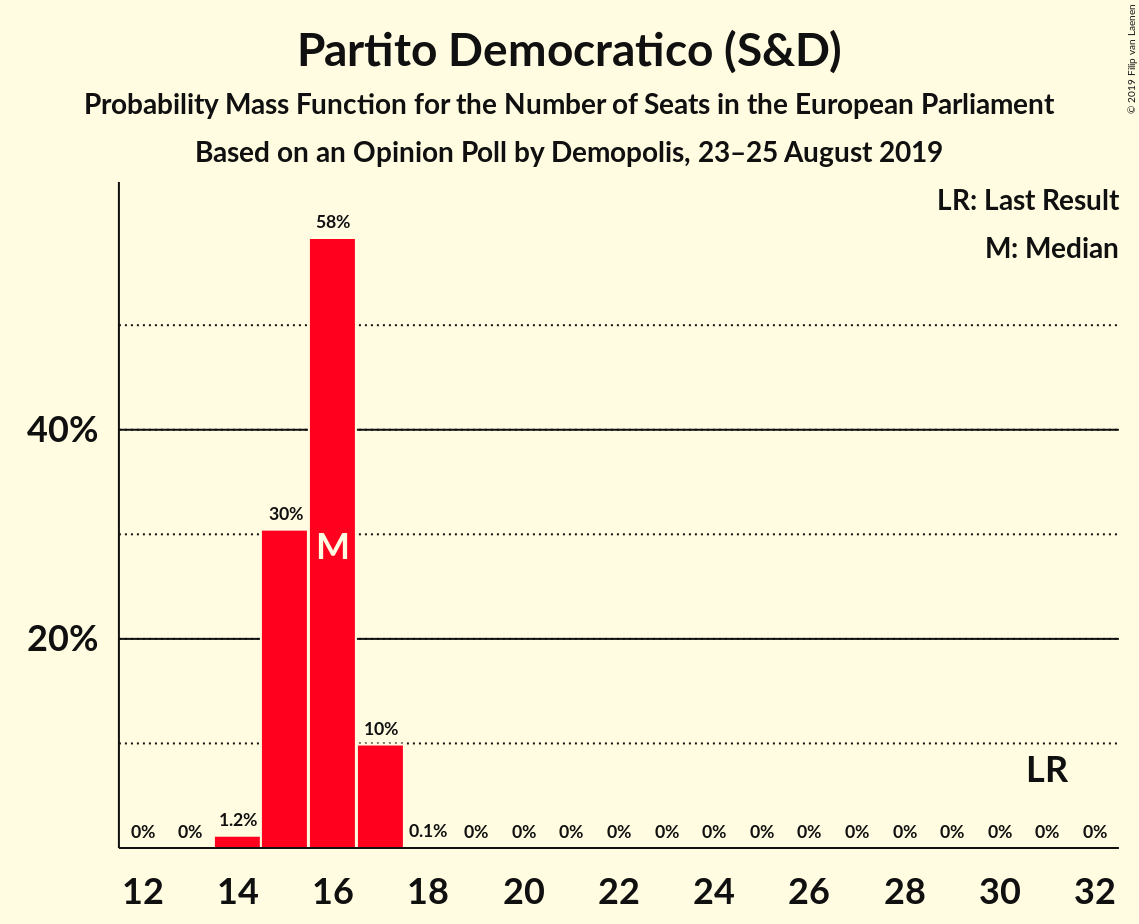 Partito Democratico (S&D)
Probability Mass Function for the Number of Seats in the European Parliament
Based on an Opinion Poll by Demopolis, 23–25 August 2019
© 2019 Filip van Laenen
LR: Last Result
M: Median
58%
40%
30%
M
20%
10%
LR
0% 0% 1.2% 0.1% 0% 0% 0% 0% 0% 0% 0% 0% 0% 0% 0% 0% 0% 0%
12 14 16 18 20 22 24 26 28 30 32